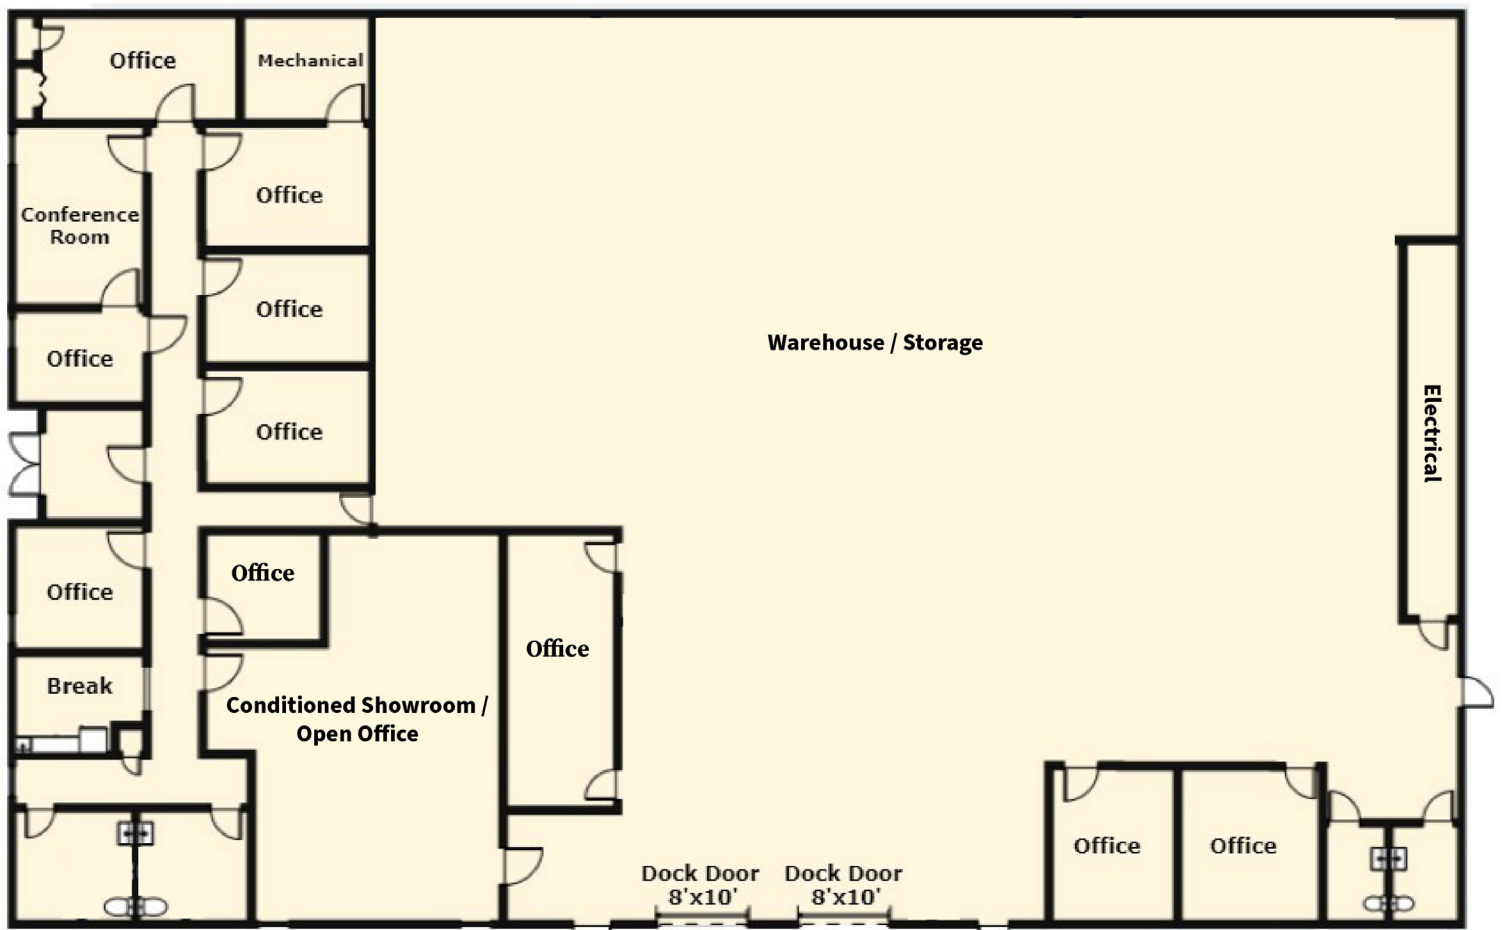 Office
Mechanical
Office
Conference
Room
Office
Warehouse / Storage
Office
Office
Electrical
Office
Office
Office
Break
Conditioned Showroom /
Open Office
Office
Office
Office
Dock Door
8'x10'
Dock Door
8'x10'